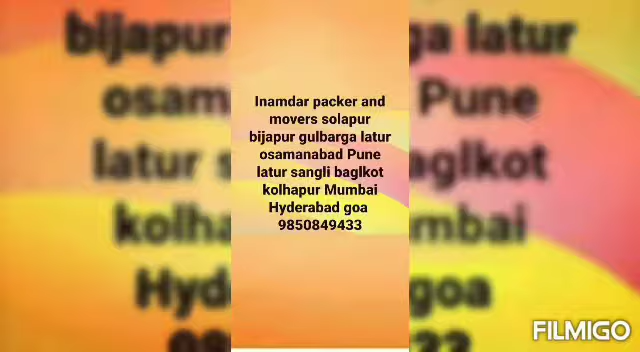 Inamdar packer and
movers solapur
bijapur gulbarga latur
osamanabad Pune
latur sangli baglkot
kolhapur Mumbai
Hyderabad goa
9850849433
FILMIGO